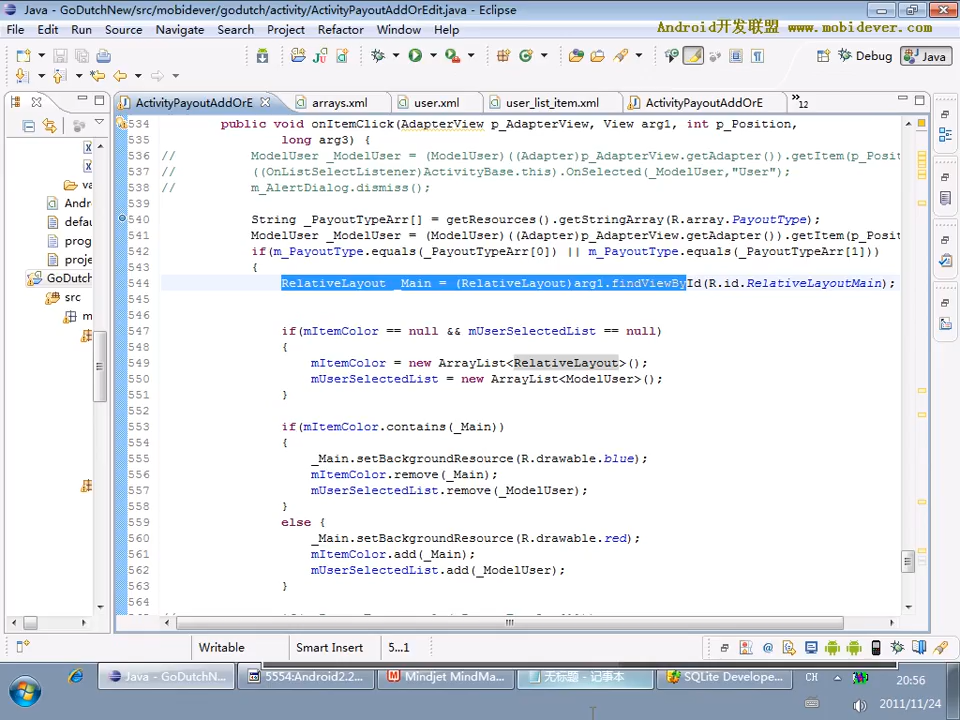 Java - GoDutchNew/src/mobidever/godutch/activity/ActivityPayoutAddOrEdit.java - Eclipse
File Edit Run Source Navigate Search Project Refactor Window Help
Android开发联盟 www.mobidever.com
Debug Java
ActivityPayoutAddOrE arrays.xml user.xml user_list_item.xml ActivityPayoutAddOrE »12
va
Andr
defau
prog
proje
GoDutch
src
m
534 public void onItemClick(AdapterView p_AdapterView, View arg1, int p_Position,
535 long arg3) {
536 // ModelUser _ModelUser = (ModelUser)((Adapter)p_AdapterView.getAdapter()).getItem(p_Posit
537 // ((OnListSelectListener)ActivityBase.this).OnSelected(_ModelUser,"User");
538 // m_AlertDialog.dismiss();
539
540 String _PayoutTypeArr[] = getResources().getStringArray(R.array.PayoutType);
541 ModelUser _ModelUser = (ModelUser)((Adapter)p_AdapterView.getAdapter()).getItem(p_Posit
542 if(m_PayoutType.equals(_PayoutTypeArr[0]) || m_PayoutType.equals(_PayoutTypeArr[1]))
543 {
544 RelativeLayout _Main = (RelativeLayout)arg1.findViewById(R.id.RelativeLayoutMain);
545
547 if(mItemColor == null && mUserSelectedList == null)
548 {
549 mItemColor = new ArrayList<RelativeLayout>();
550 mUserSelectedList = new ArrayList<ModelUser>();
551 }
552
553 if(mItemColor.contains(_Main))
554 {
555 _Main.setBackgroundResource(R.drawable.blue);
556 mItemColor.remove(_Main);
557 mUserSelectedList.remove(_ModelUser);
558 }
559 else {
560 _Main.setBackgroundResource(R.drawable.red);
561 mItemColor.add(_Main);
562 mUserSelectedList.add(_ModelUser);
563 }
564
Writable Smart Insert 5...1
Java - GoDutchN... 5554:Android2.2... Mindjet MindMa... 无标题 - 记事本 SQLite Develope... CH 20:56
2011/11/24